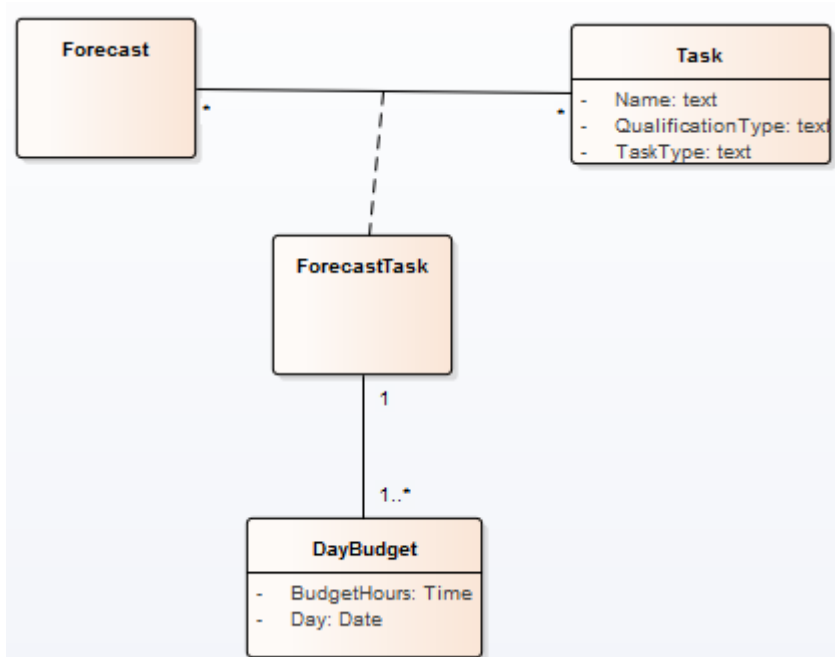 Forecast
Task
- Name: text
- QualificationType: text
- TaskType: text
*
*
ForecastTask
1
1..*
DayBudget
- BudgetHours: Time
- Day: Date